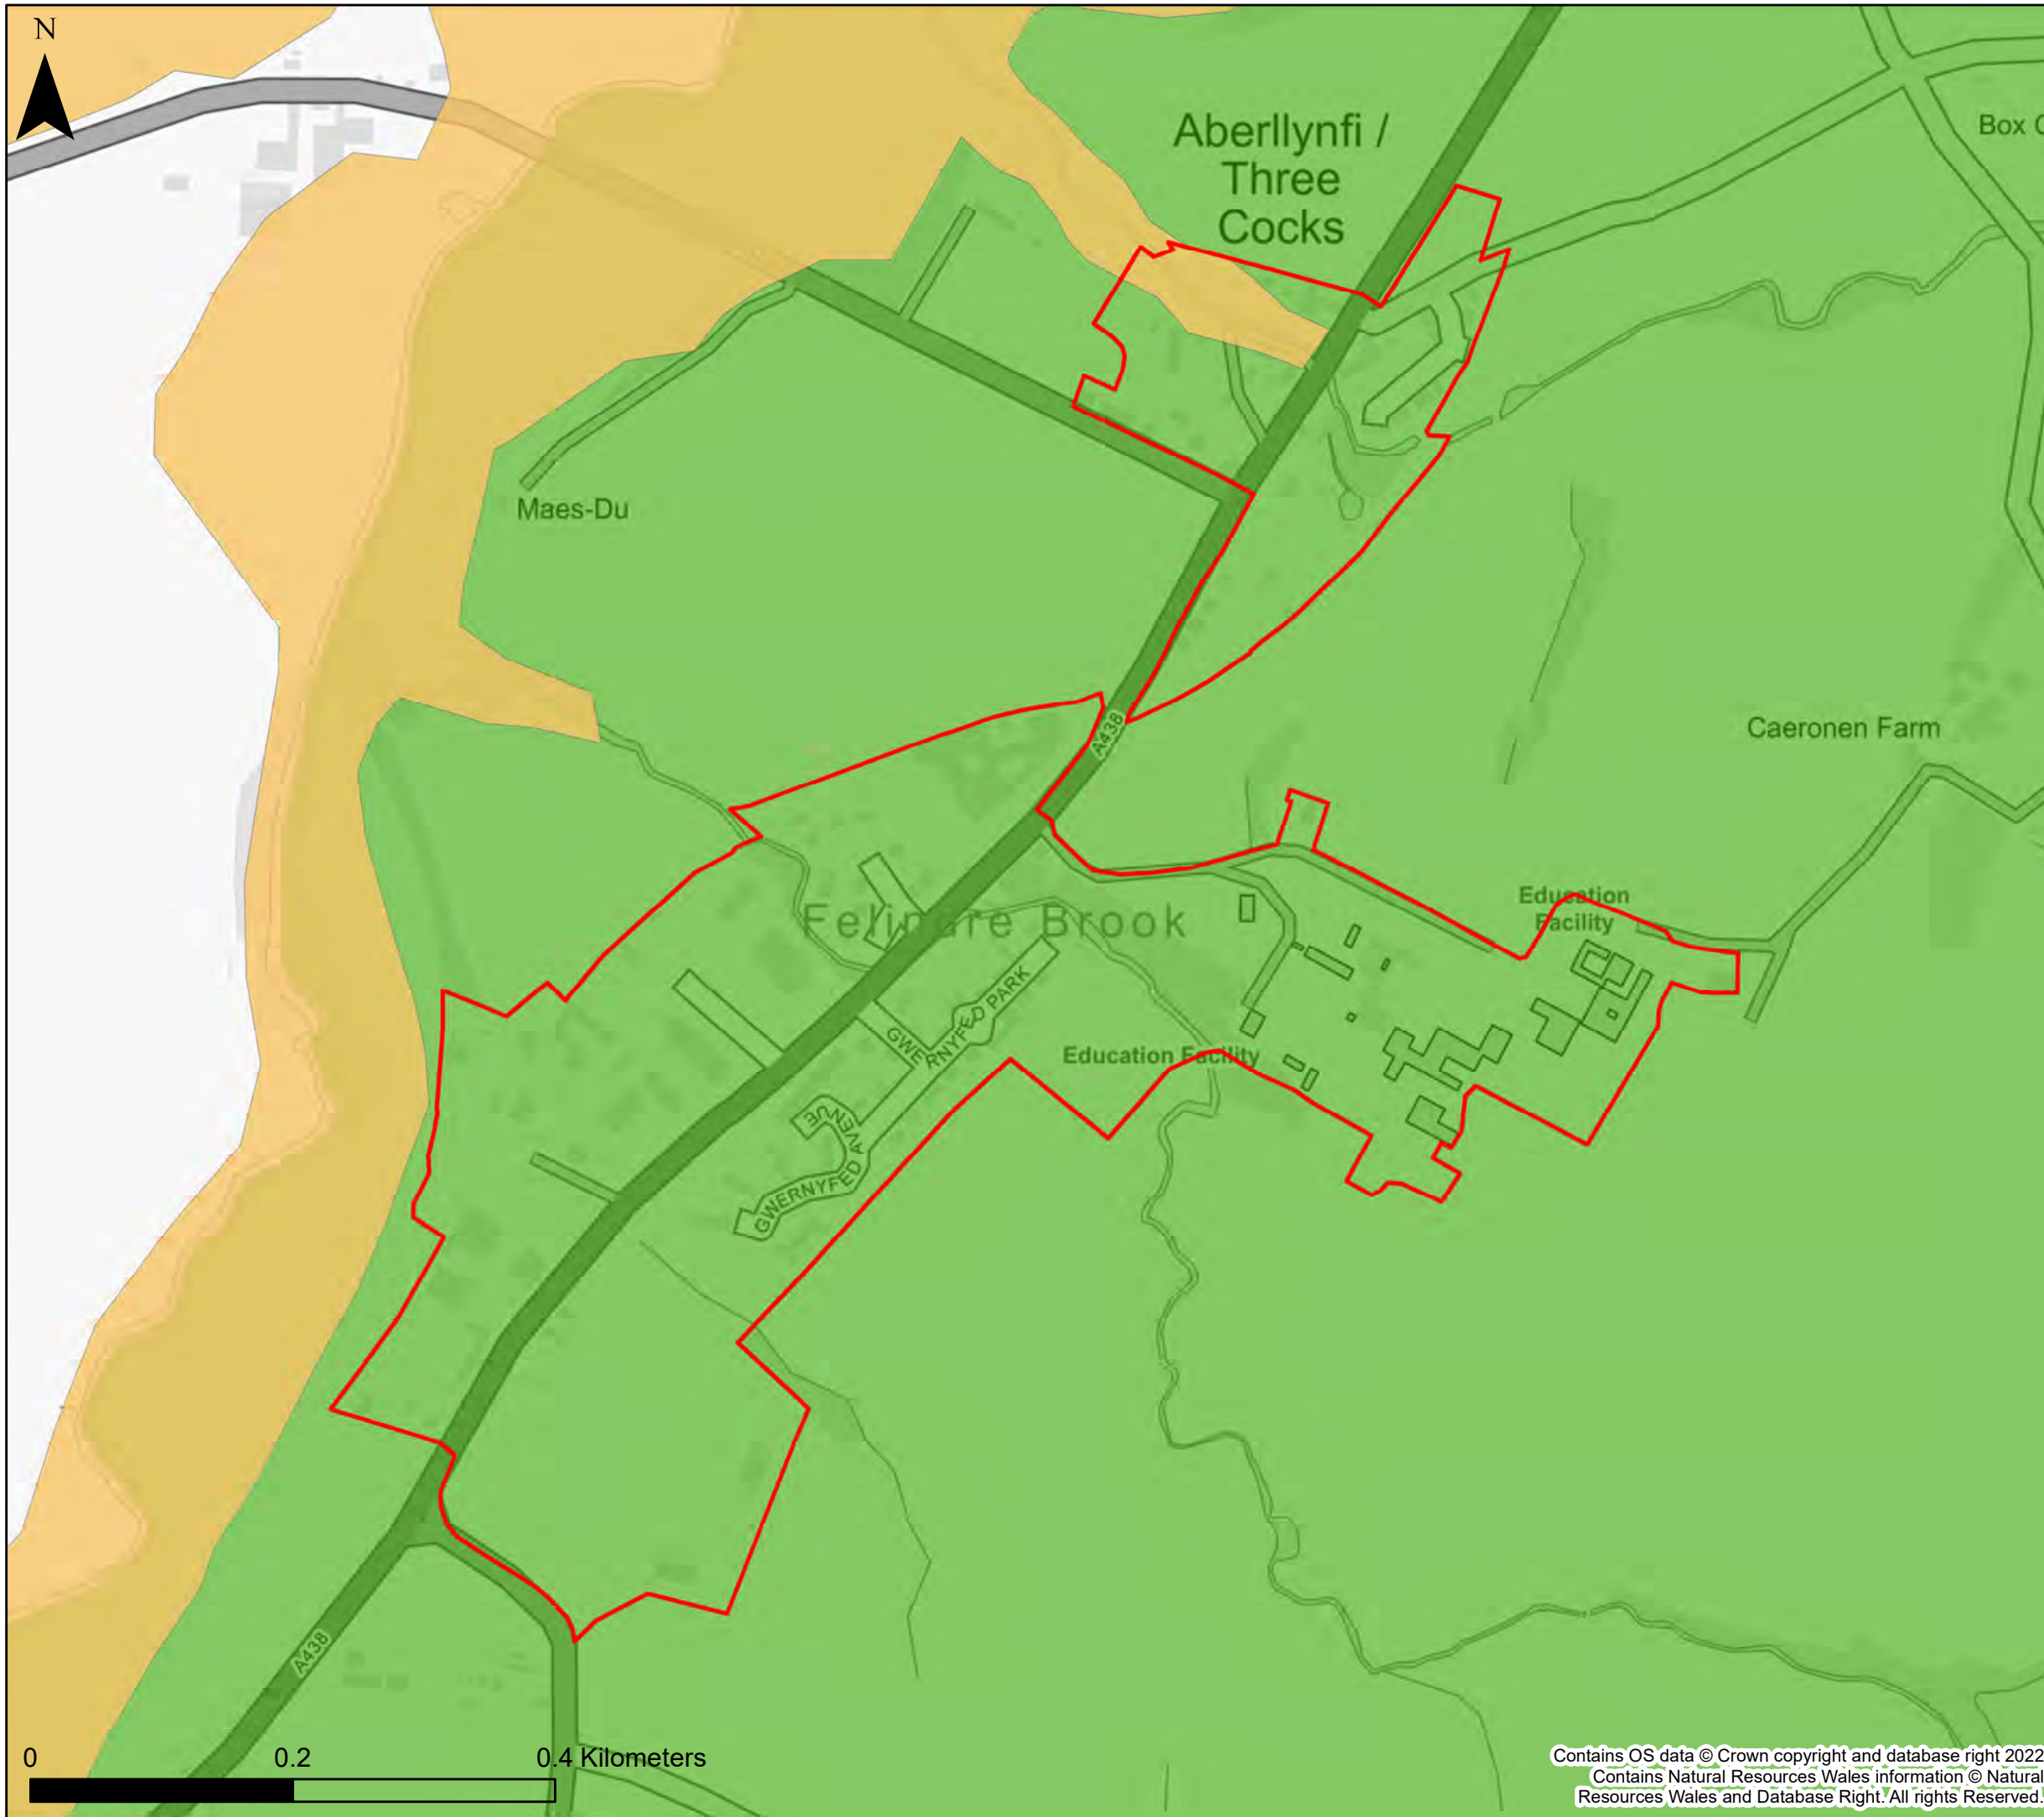 N
Aberllynfi /
Three
Cocks
Box
Maes-Du
A438
Caeronen Farm
Education
Facility
Felindre Brook
GWERNYFED PARK
Education Facility
GWERNYFED AVENUE
A438
0 0.2 0.4 Kilometers
Contains OS data © Crown copyright and database right 2022
Contains Natural Resources Wales information © Natural
Resources Wales and Database Right. All rights Reserved.